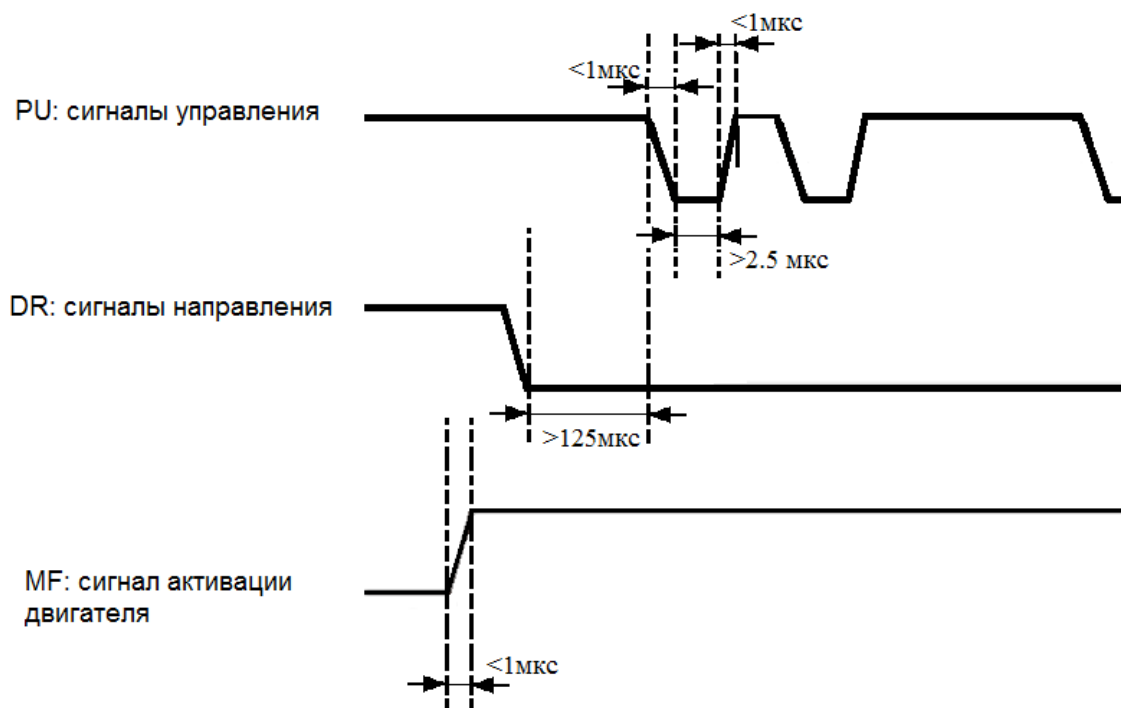 <1мкс
<1мкс
PU: сигналы управления
>2.5 мкс
DR: сигналы направления
>125мкс
MF: сигнал активации
двигателя
<1мкс